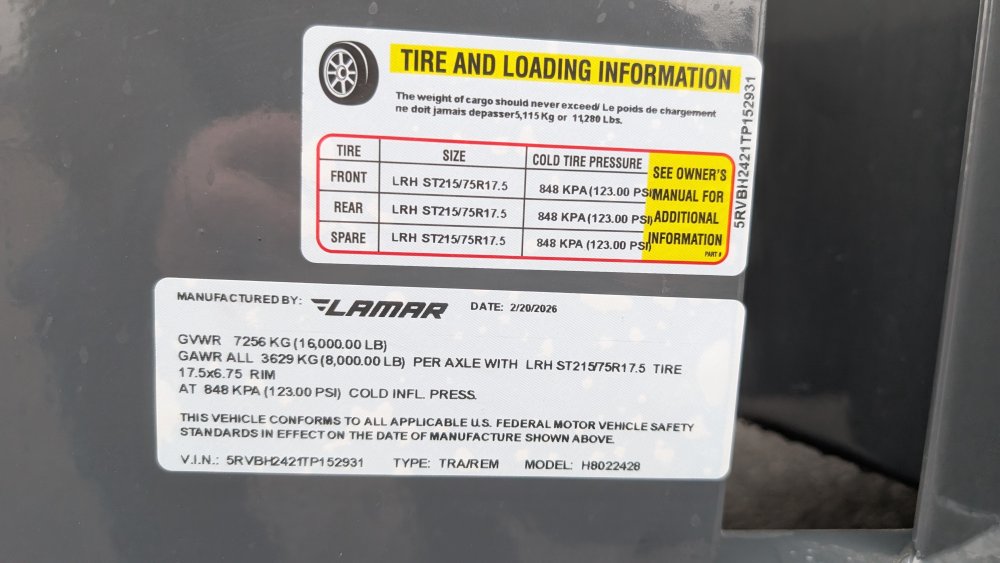 TIRE AND LOADING INFORMATION
The weight of cargo should never exceed/ Le poids de chargement
ne doit jamais depasser5,115 Kg or 11,280 Lbs.
TIRE SIZE COLD TIRE PRESSURE
FRONT LRH ST215/75R17.5 848 KPA (123.00 PSI)
REAR LRH ST215/75R17.5 848 KPA (123.00 PSI)
SPARE LRH ST215/75R17.5 848 KPA (123.00 PSI)
SEE OWNER'S
MANUAL FOR
ADDITIONAL
INFORMATION
PART #
5RVBH2421TP152931
MANUFACTURED BY: LAMAR DATE: 2/20/2026
GVWR 7256 KG (16,000.00 LB)
GAWR ALL 3629 KG (8,000.00 LB) PER AXLE WITH LRH ST215/75R17.5 TIRE
17.5x6.75 RIM
AT 848 KPA (123.00 PSI) COLD INFL. PRESS.
THIS VEHICLE CONFORMS TO ALL APPLICABLE U.S. FEDERAL MOTOR VEHICLE SAFETY
STANDARDS IN EFFECT ON THE DATE OF MANUFACTURE SHOWN ABOVE.
V.I.N.: 5RVBH2421TP152931 TYPE: TRA/REM MODEL: H8022428